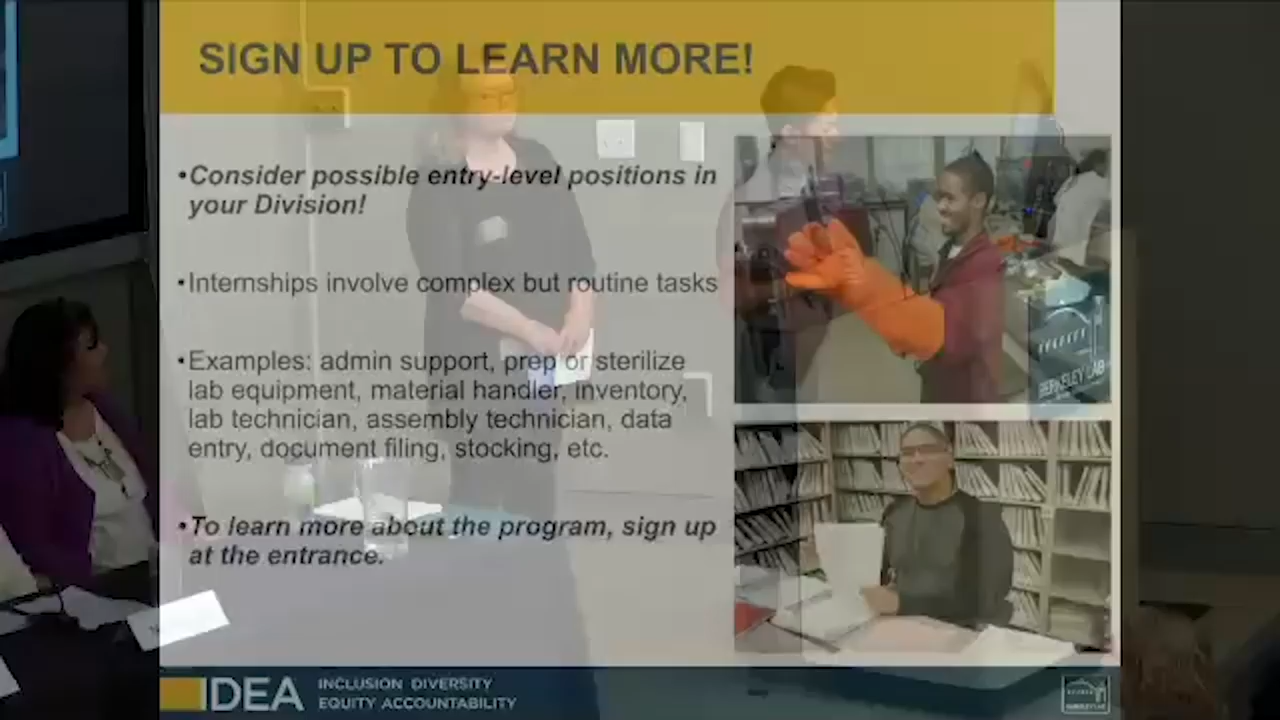 SIGN UP TO LEARN MORE!
•Consider possible entry-level positions in
your Division!
•Internships involve complex but routine tasks
•Examples: admin support, prep or sterilize
lab equipment, material handler, inventory,
lab technician, assembly technician, data
entry, document filing, stocking, etc.
•To learn more about the program, sign up
at the entrance.
BERKELEY LAB
IDEA
INCLUSION DIVERSITY
EQUITY ACCOUNTABILITY